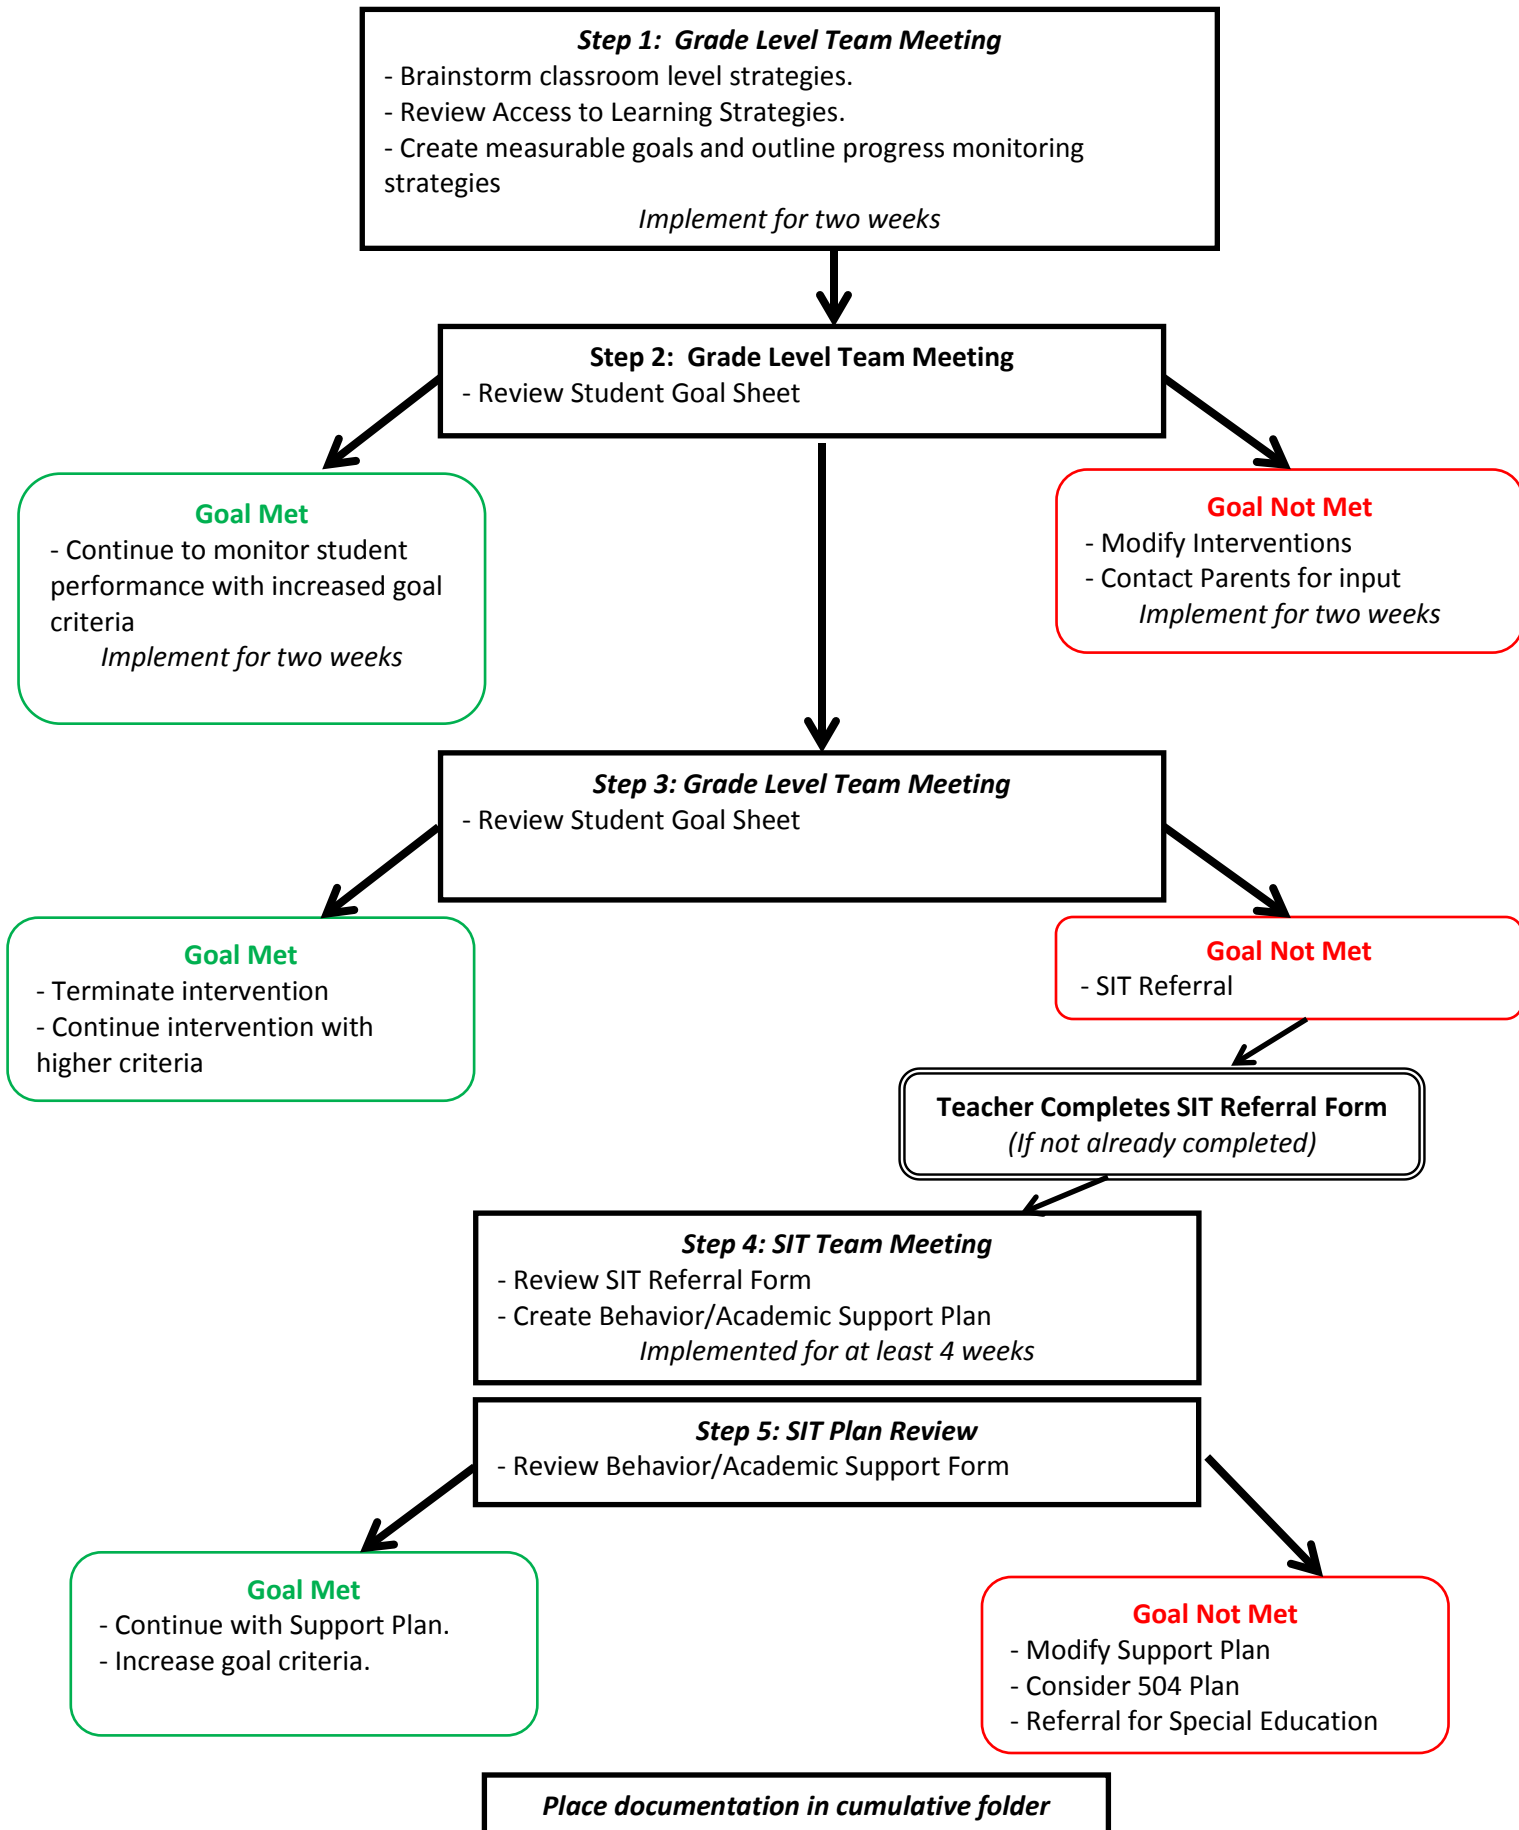 Step 1:  Grade Level Team Meeting
- Brainstorm classroom level strategies.
- Review Access to Learning Strategies.
- Create measurable goals and outline progress monitoring
strategies
Implement for two weeks
Step 2:  Grade Level Team Meeting
- Review Student Goal Sheet
Goal Met
- Continue to monitor student
performance with increased goal
criteria
Implement for two weeks
Goal Not Met
- Modify Interventions
- Contact Parents for input
Implement for two weeks
Step 3: Grade Level Team Meeting
- Review Student Goal Sheet
Goal Met
- Terminate intervention
- Continue intervention with
higher criteria
Goal Not Met
- SIT Referral
Teacher Completes SIT Referral Form
(If not already completed)
Step 4: SIT Team Meeting
- Review SIT Referral Form
- Create Behavior/Academic Support Plan
Implemented for at least 4 weeks
Step 5: SIT Plan Review
- Review Behavior/Academic Support Form
Goal Met
- Continue with Support Plan.
- Increase goal criteria.
Goal Not Met
- Modify Support Plan
- Consider 504 Plan
- Referral for Special Education
Place documentation in cumulative folder